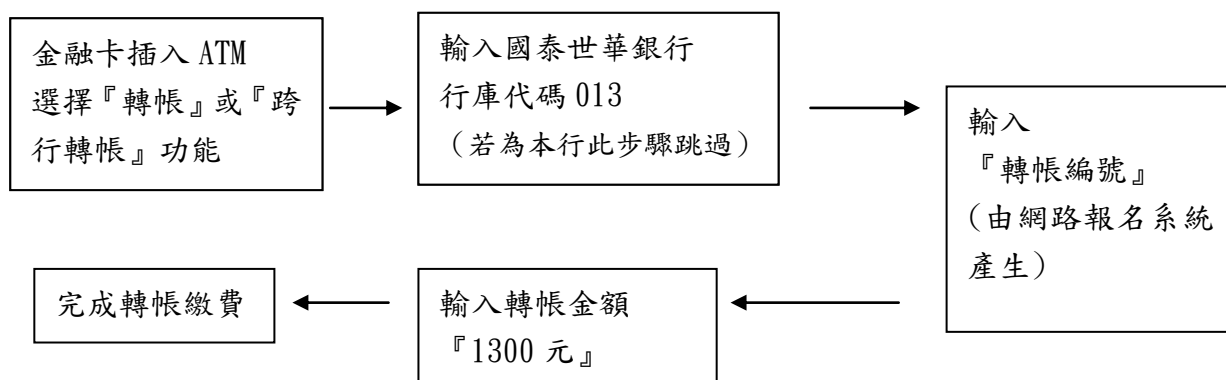 金融卡插入 ATM
選擇『轉帳』或『跨
行轉帳』功能
輸入國泰世華銀行
行庫代碼 013
（若為本行此步驟跳過）
輸入
『轉帳編號』
(由網路報名系統
產生)
輸入轉帳金額
『1300 元』
完成轉帳繳費